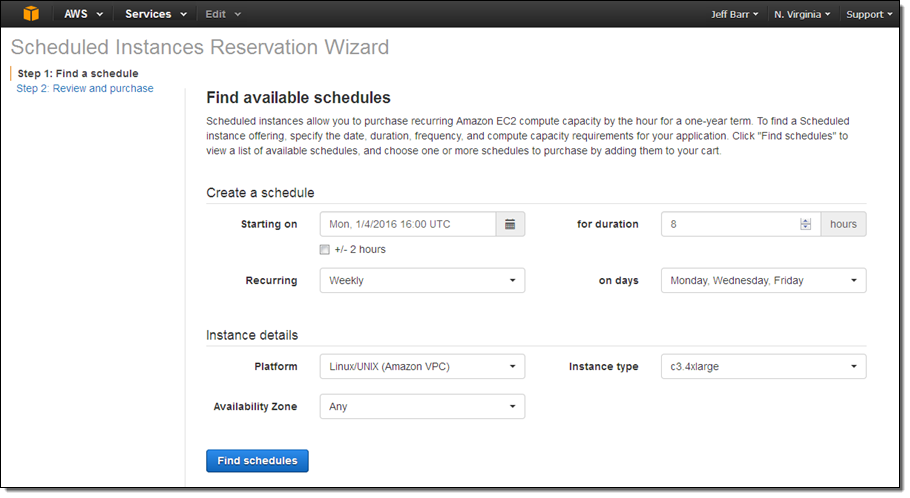 AWS Services Edit Jeff Barr N. Virginia Support
Scheduled Instances Reservation Wizard
Step 1: Find a schedule
Step 2: Review and purchase
Find available schedules
Scheduled instances allow you to purchase recurring Amazon EC2 compute capacity by the hour for a one-year term. To find a Scheduled
instance offering, specify the date, duration, frequency, and compute capacity requirements for your application. Click "Find schedules" to
view a list of available schedules, and choose one or more schedules to purchase by adding them to your cart.
Create a schedule
Starting on Mon, 1/4/2016 16:00 UTC for duration 8 hours
+/- 2 hours
Recurring Weekly on days Monday, Wednesday, Friday
Instance details
Platform Linux/UNIX (Amazon VPC) Instance type c3.4xlarge
Availability Zone Any
Find schedules